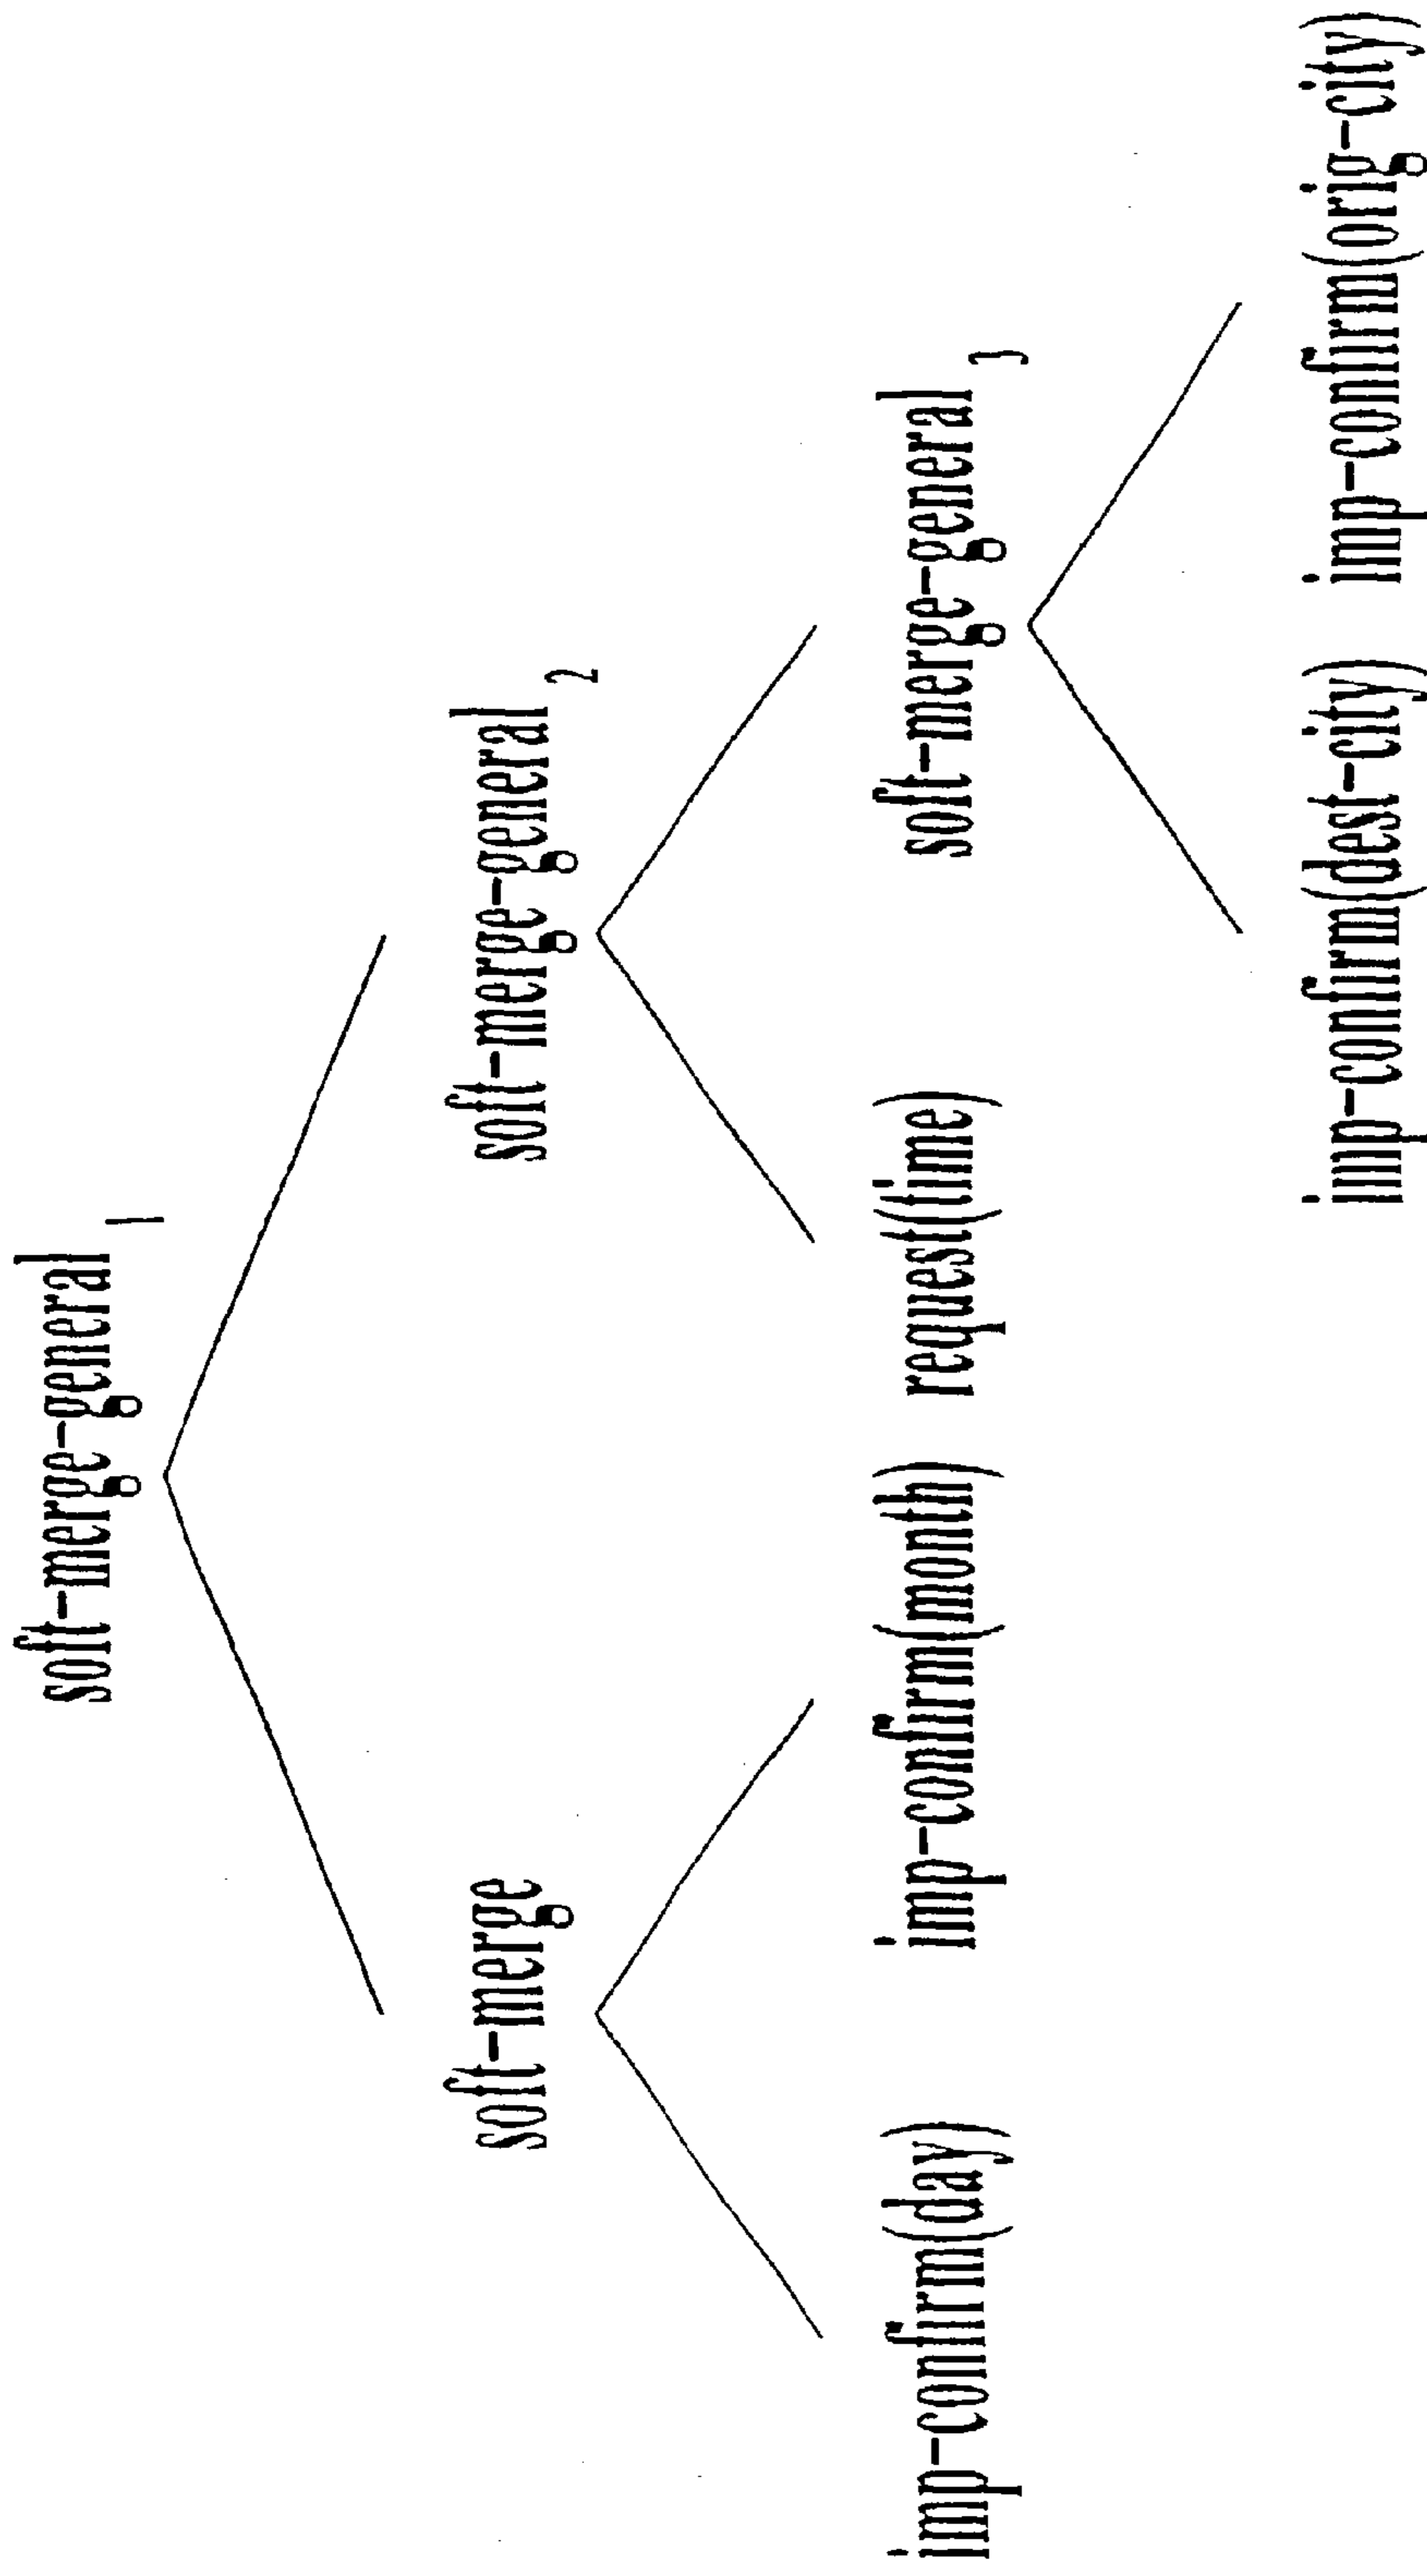 soft-merge-general 1
soft-merge soft-merge-general 2
imp-confirm(day) imp-confirm(month) request(time) soft-merge-general 3
imp-confirm(dest-city) imp-confirm(orig-city)